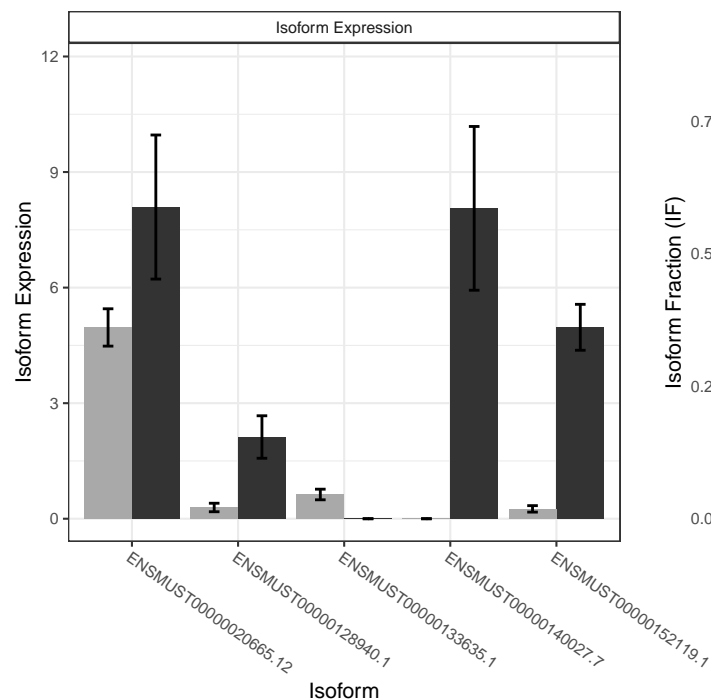 Isoform Expression
12
9
6
3
0
Isoform Expression
ENSMUST00000020665.12
ENSMUST00000128940.1
ENSMUST00000133635.1
ENSMUST00000140027.7
ENSMUST00000152119.1
Isoform
0.7
0.5
0.2
0.0
Isoform Fraction (IF)